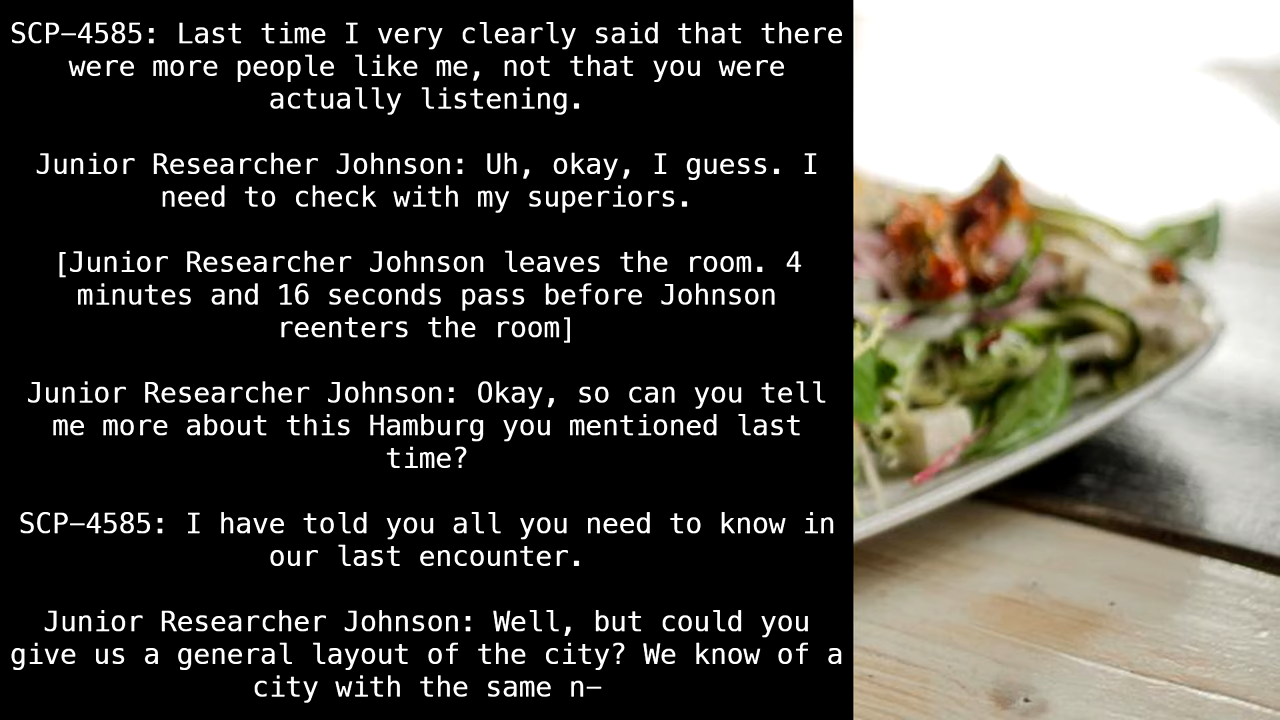 SCP-4585: Last time I very clearly said that there
were more people like me, not that you were
actually listening.
Junior Researcher Johnson: Uh, okay, I guess. I
need to check with my superiors.
[Junior Researcher Johnson leaves the room. 4
minutes and 16 seconds pass before Johnson
reenters the room]
Junior Researcher Johnson: Okay, so can you tell
me more about this Hamburg you mentioned last
time?
SCP-4585: I have told you all you need to know in
our last encounter.
Junior Researcher Johnson: Well, but could you
give us a general layout of the city? We know of a
city with the same n-